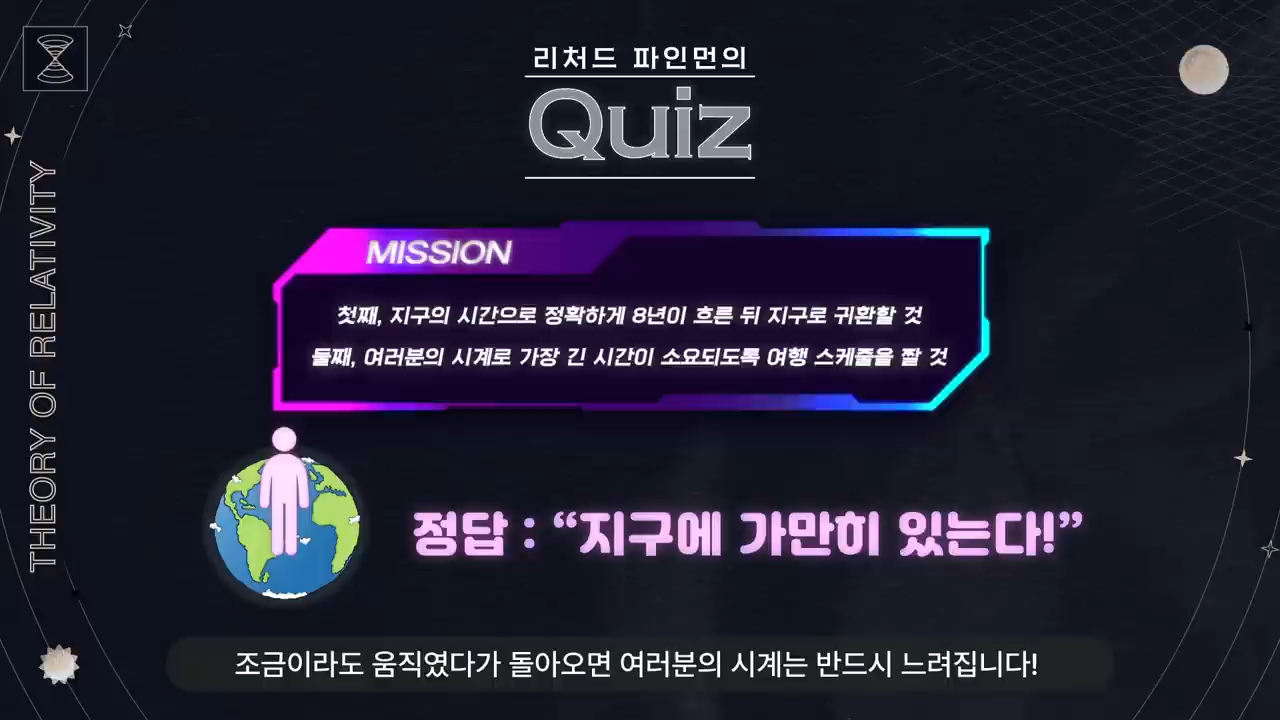 리처드 파인먼의
Quiz
THEORY OF RELATIVITY
MISSION
첫째, 지구의 시간으로 정확하게 8년이 흐른 뒤 지구로 귀환할 것
둘째, 여러분의 시계로 가장 긴 시간이 소요되도록 여행 스케줄을 짤 것
정답 : “지구에 가만히 있는다!”
조금이라도 움직였다가 돌아오면 여러분의 시계는 반드시 느려집니다!